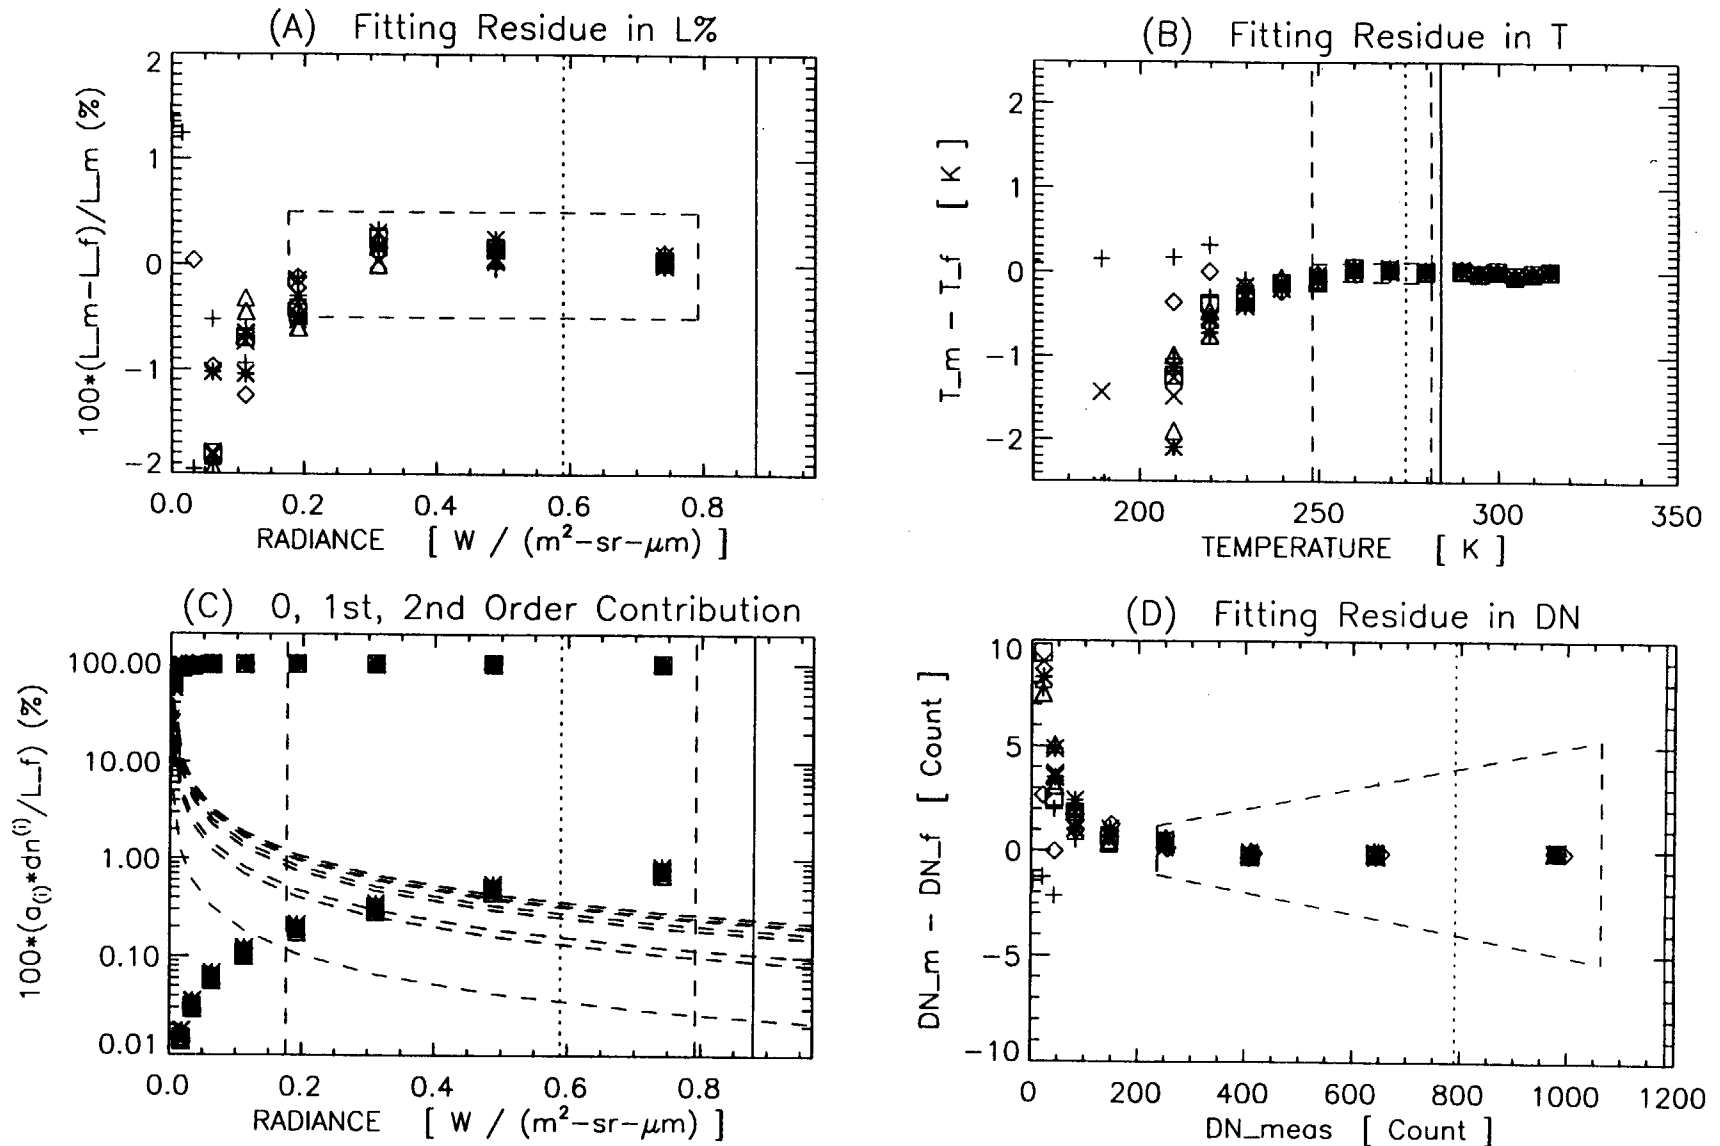 (A) Fitting Residue in L%
100*(L_m-L_f)/L_m (%)
2
1
0
-1
-2
0.0 0.2 0.4 0.6 0.8
RADIANCE [ W / (m²-sr-μm) ]
(B) Fitting Residue in T
T_m - T_f [ K ]
2
1
0
-1
-2
200 250 300 350
TEMPERATURE [ K ]
(C) 0, 1st, 2nd Order Contribution
100*(a(i)*dn(i)/L_f) (%)
100.00
10.00
1.00
0.10
0.01
0.0 0.2 0.4 0.6 0.8
RADIANCE [ W / (m²-sr-μm) ]
(D) Fitting Residue in DN
DN_m - DN_f [ Count ]
10
5
0
-5
-10
0 200 400 600 800 1000 1200
DN_meas [ Count ]